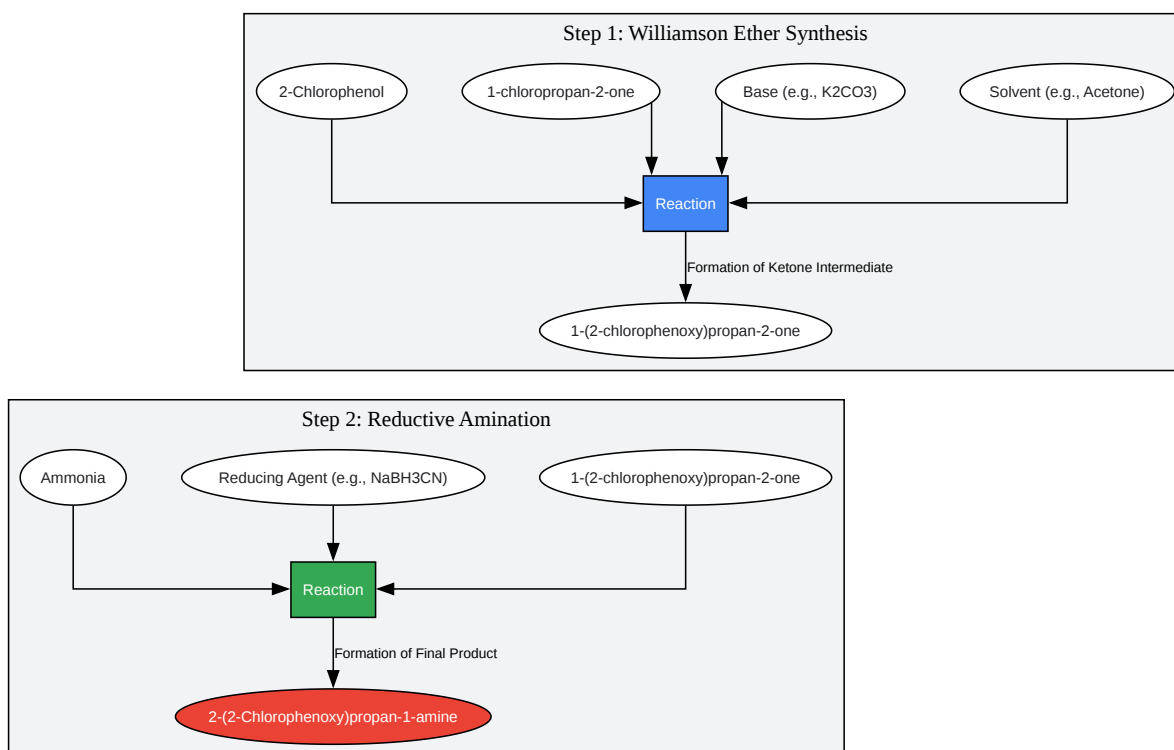 Step 1: Williamson Ether Synthesis
2-Chlorophenol
1-chloropropan-2-one
Base (e.g., K2CO3)
Solvent (e.g., Acetone)
Reaction
Formation of Ketone Intermediate
1-(2-chlorophenoxy)propan-2-one
Step 2: Reductive Amination
Ammonia
Reducing Agent (e.g., NaBH3CN)
1-(2-chlorophenoxy)propan-2-one
Reaction
Formation of Final Product
2-(2-Chlorophenoxy)propan-1-amine